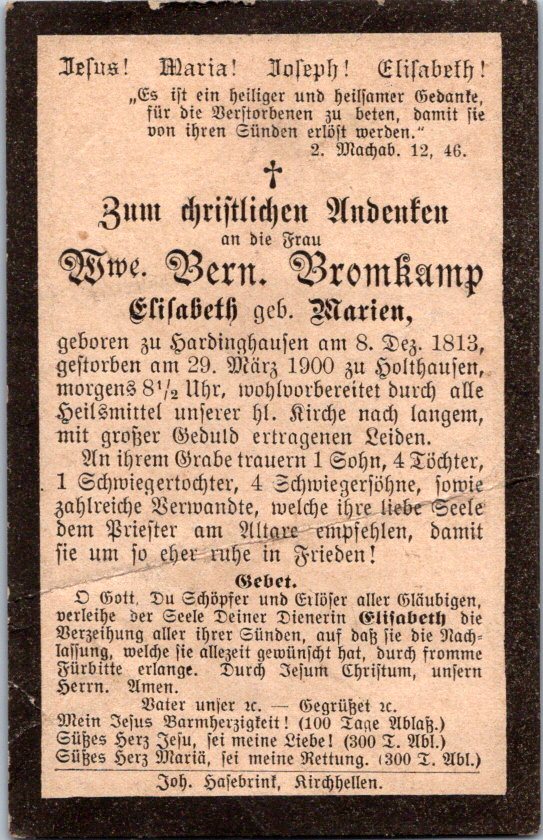 Jesus! Maria! Joseph! Elisabeth!
„Es ist ein heiliger und heilsamer Gedanke,
für die Verstorbenen zu beten, damit sie
von ihren Sünden erlöst werden.“
2. Machab. 12, 46.
Zum christlichen Andenken
an die Frau
Wwe. Bern. Bromkamp
Elisabeth geb. Marien,
geboren zu Hardinghausen am 8. Dez. 1813,
gestorben am 29. März 1900 zu Holthausen,
morgens 8½ Uhr, wohlvorbereitet durch alle
Heilsmittel unserer hl. Kirche nach langem,
mit großer Geduld ertragenen Leiden.
An ihrem Grabe trauern 1 Sohn, 4 Töchter,
1 Schwiegertochter, 4 Schwiegersöhne, sowie
zahlreiche Verwandte, welche ihre liebe Seele
dem Priester am Altare empfehlen, damit
sie um so eher ruhe in Frieden!
Gebet.
O Gott, Du Schöpfer und Erlöser aller Gläubigen,
verleihe der Seele Deiner Dienerin Elisabeth die
Verzeihung aller ihrer Sünden, auf daß sie die Nach-
lassung, welche sie allezeit gewünscht hat, durch fromme
Fürbitte erlange. Durch Jesum Christum, unsern
Herrn. Amen.
Vater unser ꝛc. — Gegrüßet ꝛc.
Mein Jesus Barmherzigkeit! (100 Tage Ablaß.)
Süßes Herz Jesu, sei meine Liebe! (300 T. Abl.)
Süßes Herz Mariä, sei meine Rettung. (300 T. Abl.)
Joh. Hasebrink, Kirchhellen.